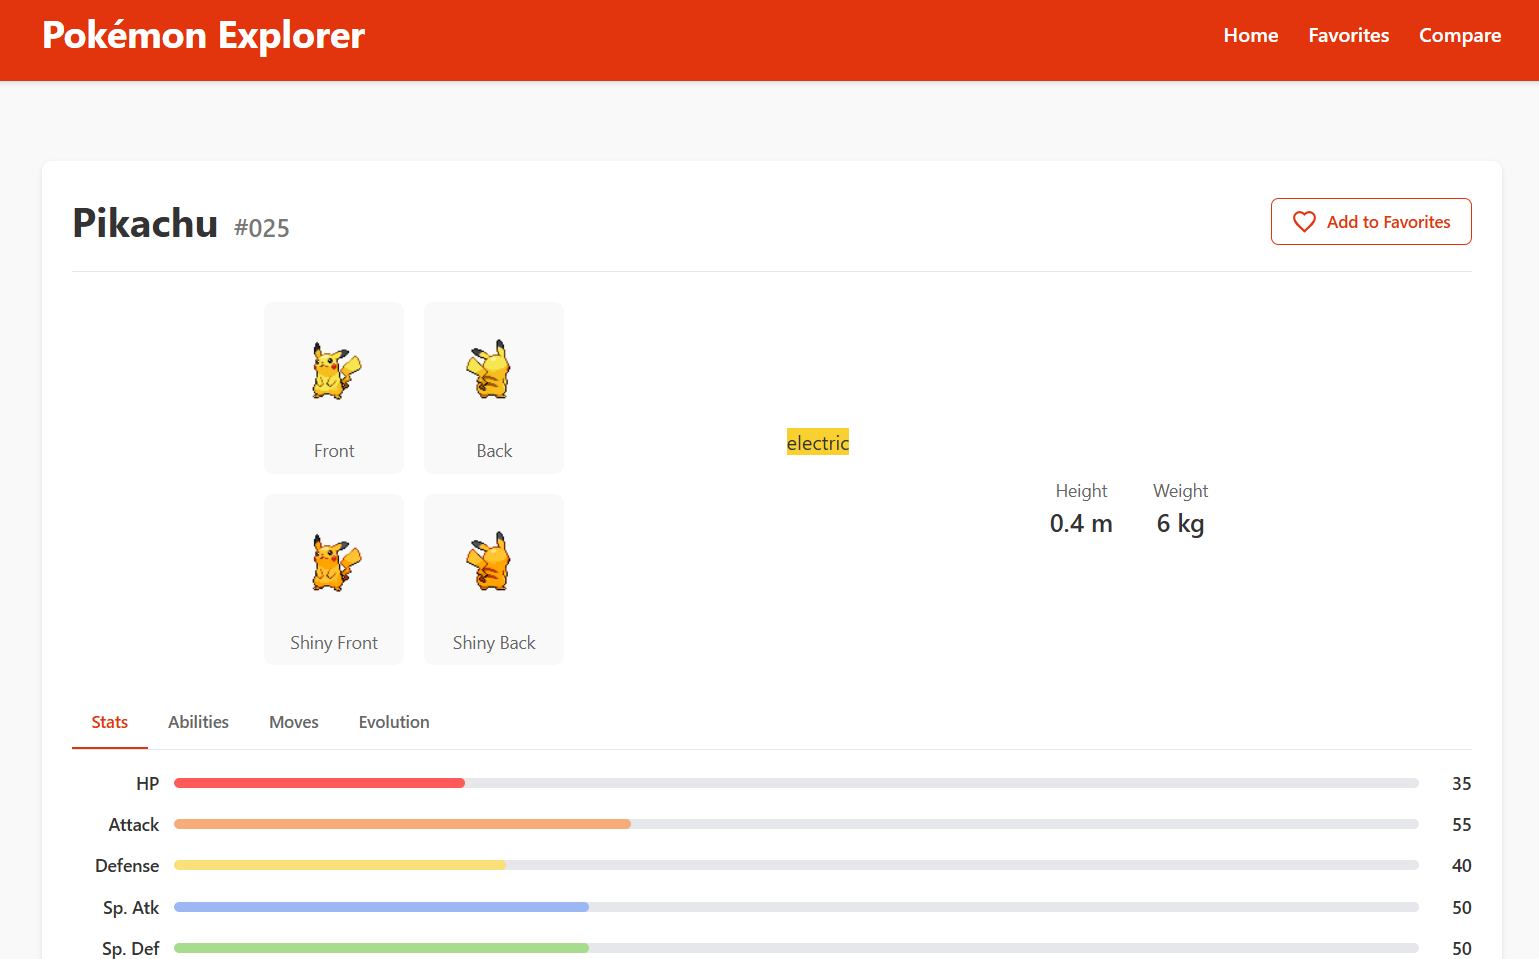 Pokémon Explorer
Home Favorites Compare
Pikachu #025
Add to Favorites
Front Back
electric
Height Weight
0.4 m 6 kg
Shiny Front Shiny Back
Stats Abilities Moves Evolution
HP 35
Attack 55
Defense 40
Sp. Atk 50
Sp. Def 50